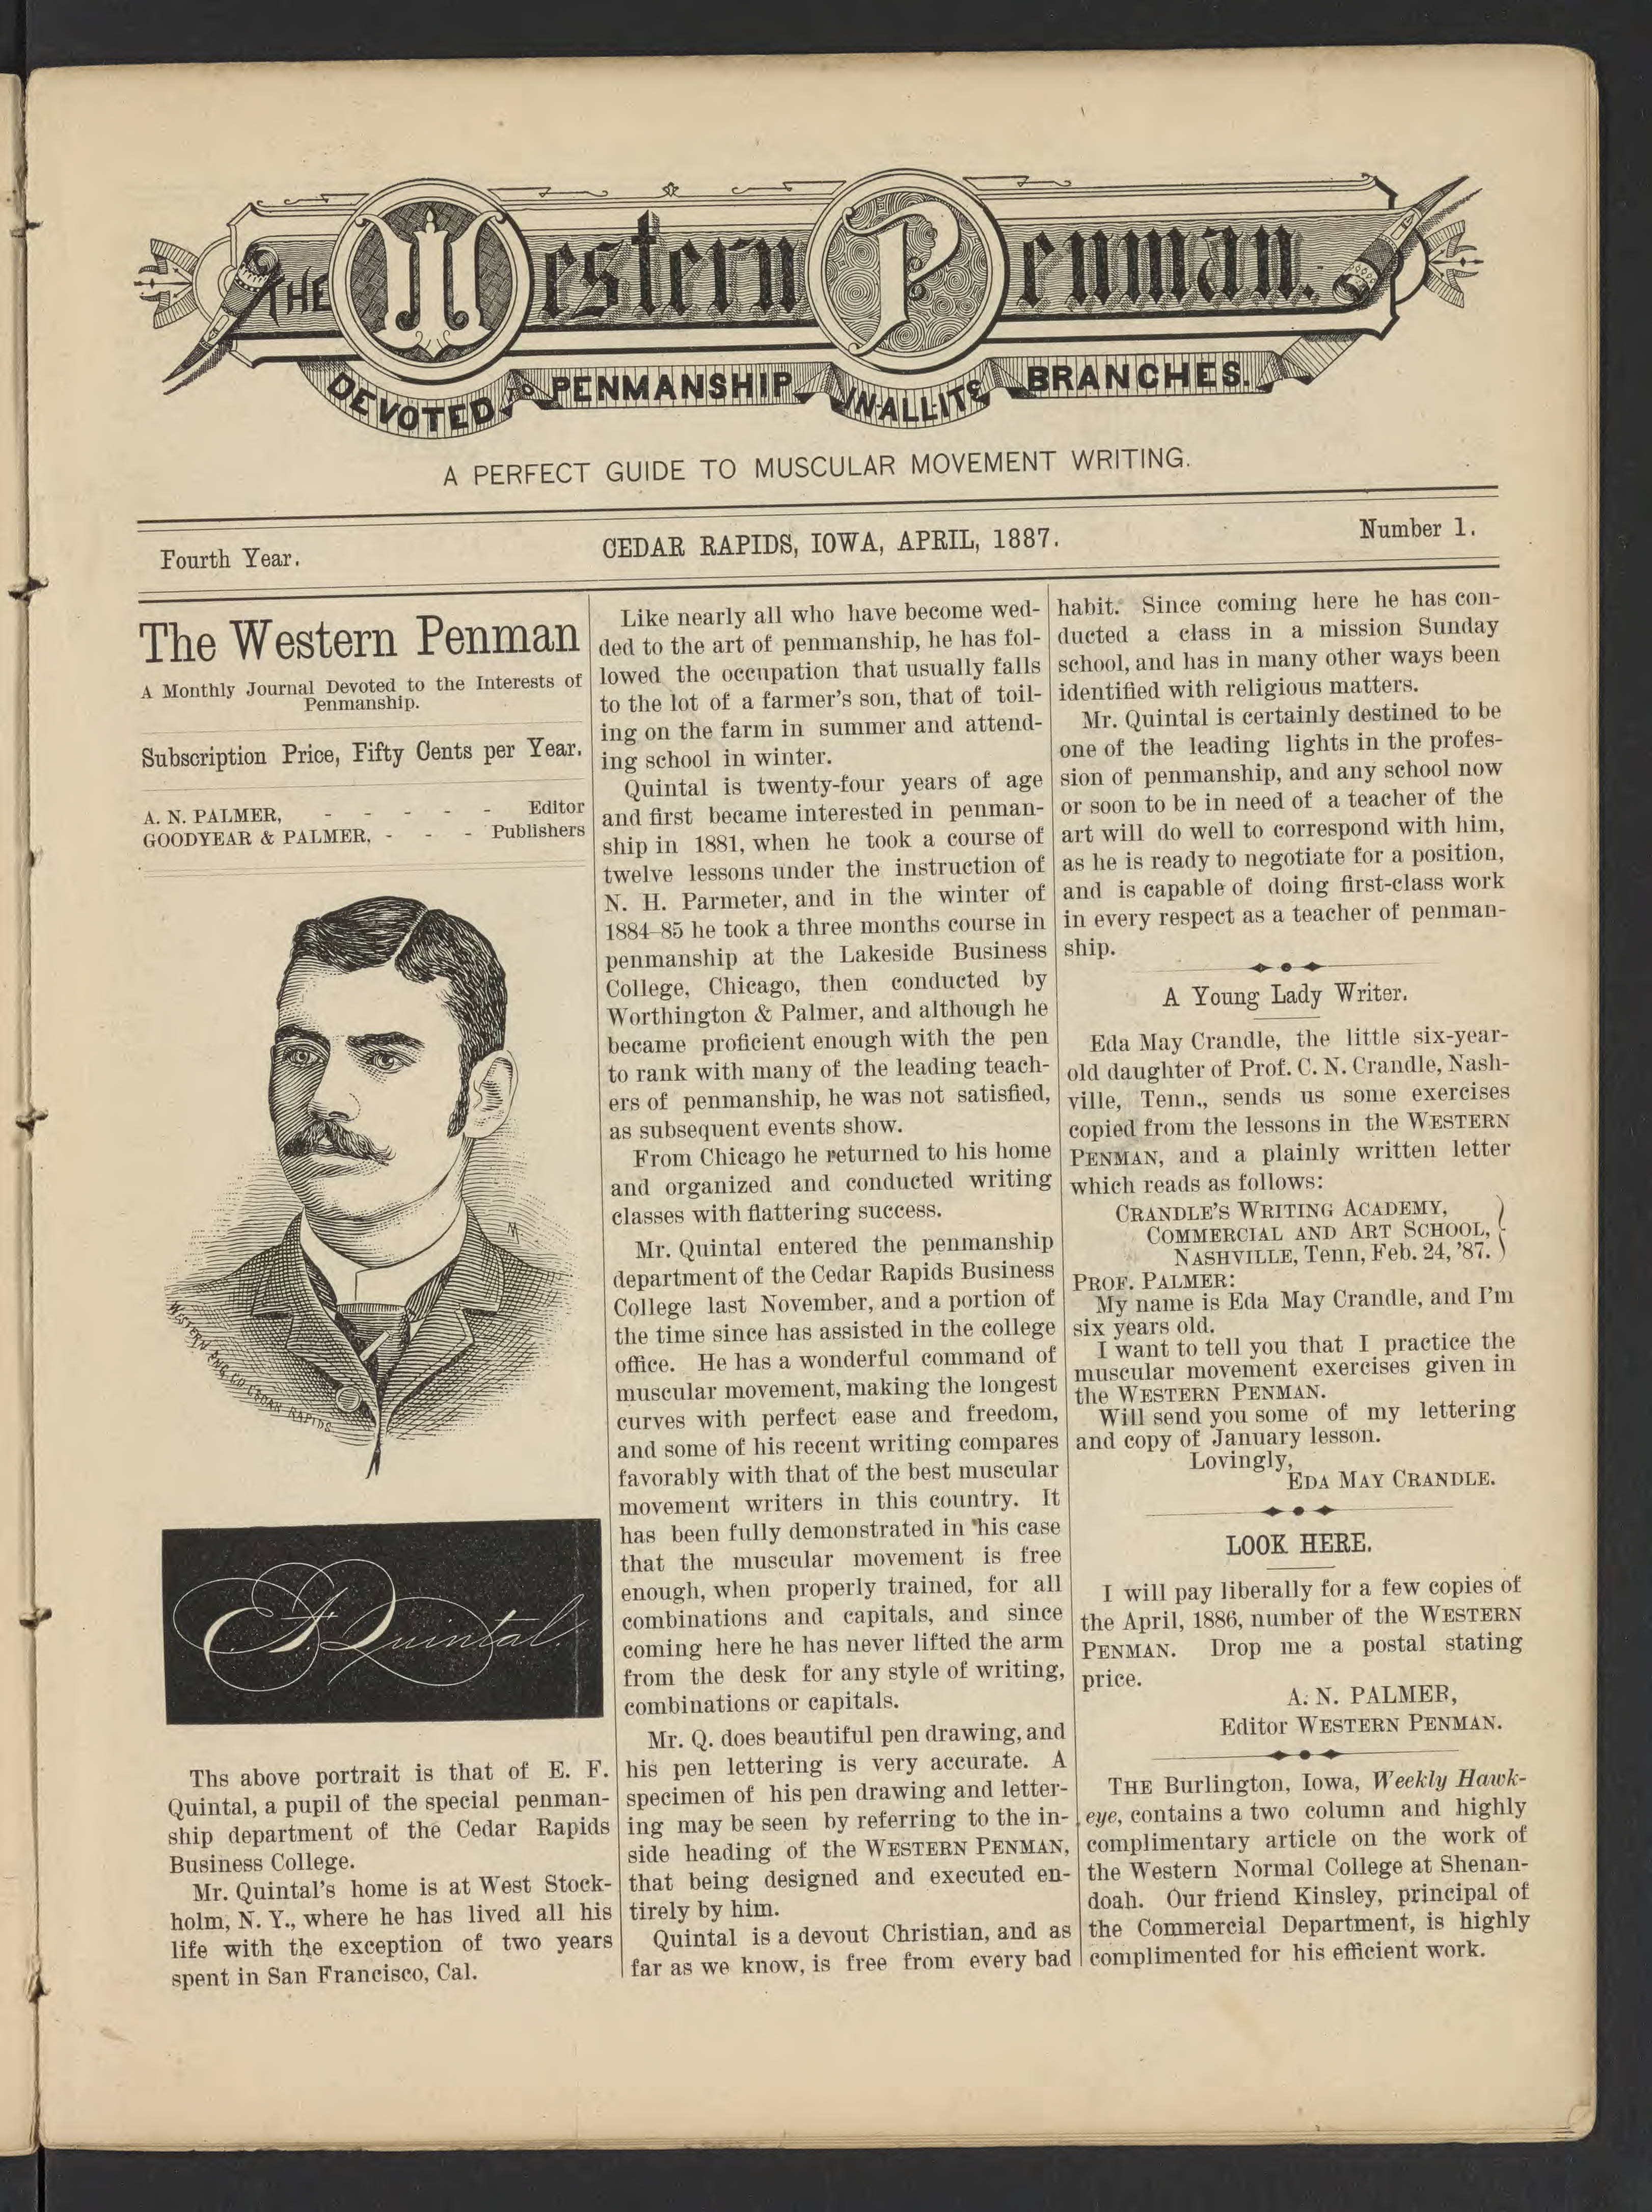 THE Western Penman.
DEVOTED TO PENMANSHIP IN ALL ITS BRANCHES.
A PERFECT GUIDE TO MUSCULAR MOVEMENT WRITING.
Fourth Year.
CEDAR RAPIDS, IOWA, APRIL, 1887.
Number 1.
The Western Penman
A Monthly Journal Devoted to the Interests of
Penmanship.
Subscription Price, Fifty Cents per Year.
A. N. PALMER, - - - - - Editor
GOODYEAR & PALMER, - - - Publishers
M
WESTERN ENG CO CEDAR RAPIDS
E. F. Quintal.
Ths above portrait is that of E. F.
Quintal, a pupil of the special penman-
ship department of the Cedar Rapids
Business College.
Mr. Quintal's home is at West Stock-
holm, N. Y., where he has lived all his
life with the exception of two years
spent in San Francisco, Cal.
Like nearly all who have become wed-
ded to the art of penmanship, he has fol-
lowed the occupation that usually falls
to the lot of a farmer's son, that of toil-
ing on the farm in summer and attend-
ing school in winter.
Quintal is twenty-four years of age
and first became interested in penman-
ship in 1881, when he took a course of
twelve lessons under the instruction of
N. H. Parmeter, and in the winter of
1884-85 he took a three months course in
penmanship at the Lakeside Business
College, Chicago, then conducted by
Worthington & Palmer, and although he
became proficient enough with the pen
to rank with many of the leading teach-
ers of penmanship, he was not satisfied,
as subsequent events show.
From Chicago he returned to his home
and organized and conducted writing
classes with flattering success.
Mr. Quintal entered the penmanship
department of the Cedar Rapids Business
College last November, and a portion of
the time since has assisted in the college
office. He has a wonderful command of
muscular movement, making the longest
curves with perfect ease and freedom,
and some of his recent writing compares
favorably with that of the best muscular
movement writers in this country. It
has been fully demonstrated in his case
that the muscular movement is free
enough, when properly trained, for all
combinations and capitals, and since
coming here he has never lifted the arm
from the desk for any style of writing,
combinations or capitals.
Mr. Q. does beautiful pen drawing, and
his pen lettering is very accurate. A
specimen of his pen drawing and letter-
ing may be seen by referring to the in-
side heading of the WESTERN PENMAN,
that being designed and executed en-
tirely by him.
Quintal is a devout Christian, and as
far as we know, is free from every bad
habit. Since coming here he has con-
ducted a class in a mission Sunday
school, and has in many other ways been
identified with religious matters.
Mr. Quintal is certainly destined to be
one of the leading lights in the profes-
sion of penmanship, and any school now
or soon to be in need of a teacher of the
art will do well to correspond with him,
as he is ready to negotiate for a position,
and is capable of doing first-class work
in every respect as a teacher of penman-
ship.
A Young Lady Writer.
Eda May Crandle, the little six-year-
old daughter of Prof. C. N. Crandle, Nash-
ville, Tenn., sends us some exercises
copied from the lessons in the WESTERN
PENMAN, and a plainly written letter
which reads as follows:
CRANDLE'S WRITING ACADEMY,
COMMERCIAL AND ART SCHOOL,
NASHVILLE, Tenn, Feb. 24, '87.
PROF. PALMER:
My name is Eda May Crandle, and I'm
six years old.
I want to tell you that I practice the
muscular movement exercises given in
the WESTERN PENMAN.
Will send you some of my lettering
and copy of January lesson.
Lovingly,
EDA MAY CRANDLE.
LOOK HERE.
I will pay liberally for a few copies of
the April, 1886, number of the WESTERN
PENMAN. Drop me a postal stating
price.
A. N. PALMER,
Editor WESTERN PENMAN.
THE Burlington, Iowa, Weekly Hawk-
eye, contains a two column and highly
complimentary article on the work of
the Western Normal College at Shenan-
doah. Our friend Kinsley, principal of
the Commercial Department, is highly
complimented for his efficient work.